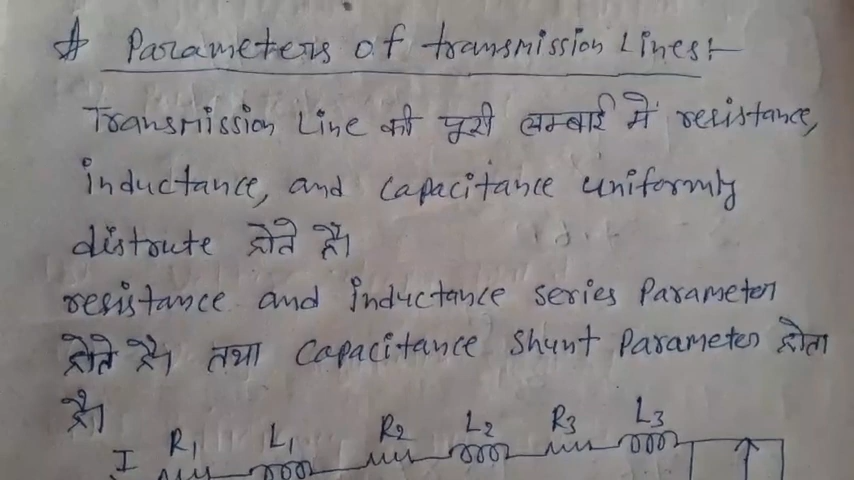 # Parameters of transmission Lines:-
Transmission Line की पूरी लम्बाई में resistance,
inductance, and capacitance uniformly
distrute होते हैं।
resistance and inductance series Parameter
होते है। तथा Capacitance Shunt Parameter होता
है।
I R1 L1 R2 L2 R3 L3